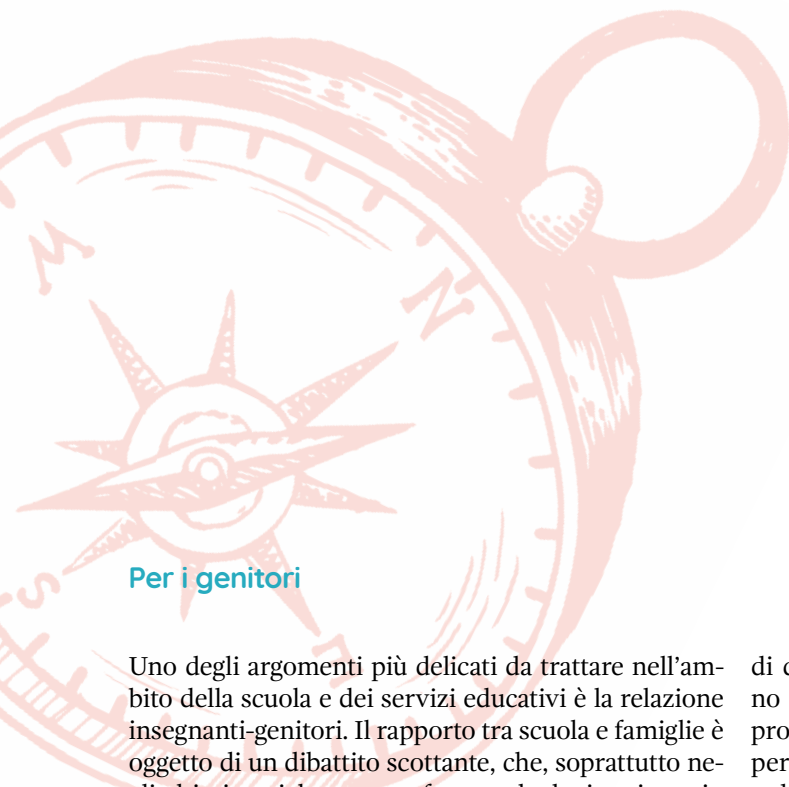 W
N
S
E
Per i genitori
Uno degli argomenti più delicati da trattare nell'am-
bito della scuola e dei servizi educativi è la relazione
insegnanti-genitori. Il rapporto tra scuola e famiglie è
oggetto di un dibattito scottante, che, soprattutto ne-
di
no
pro
per